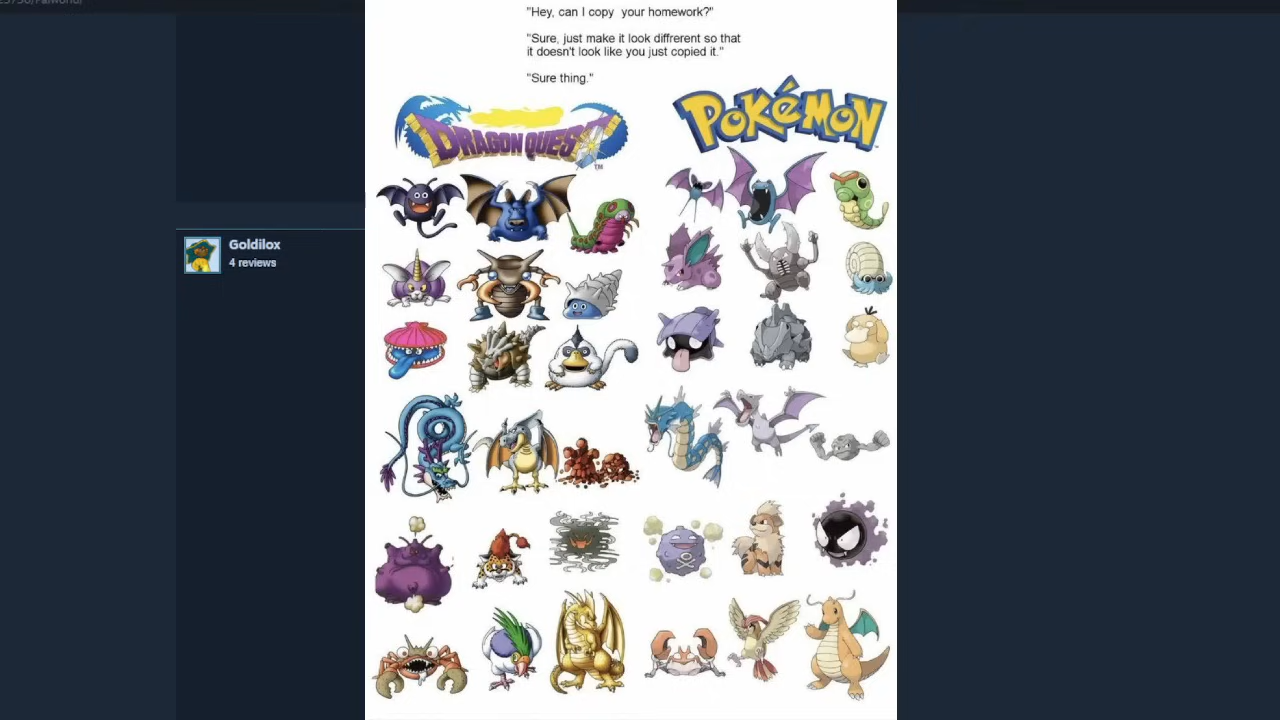 "Hey, can I copy  your homework?"
"Sure, just make it look diffrerent so that
it doesn't look like you just copied it."
"Sure thing."
DRAGON QUEST
TM
POKéMON
Goldilox
4 reviews